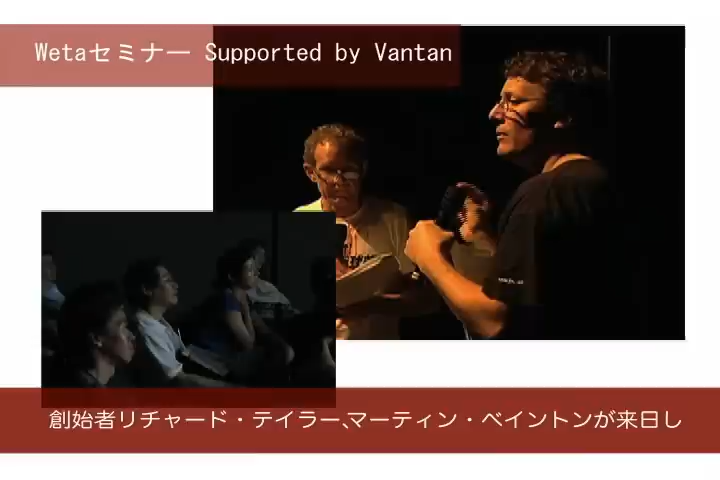 Wetaセミナー Supported by Vantan
創始者リチャード・テイラー､マーティン・ベイントンが来日し